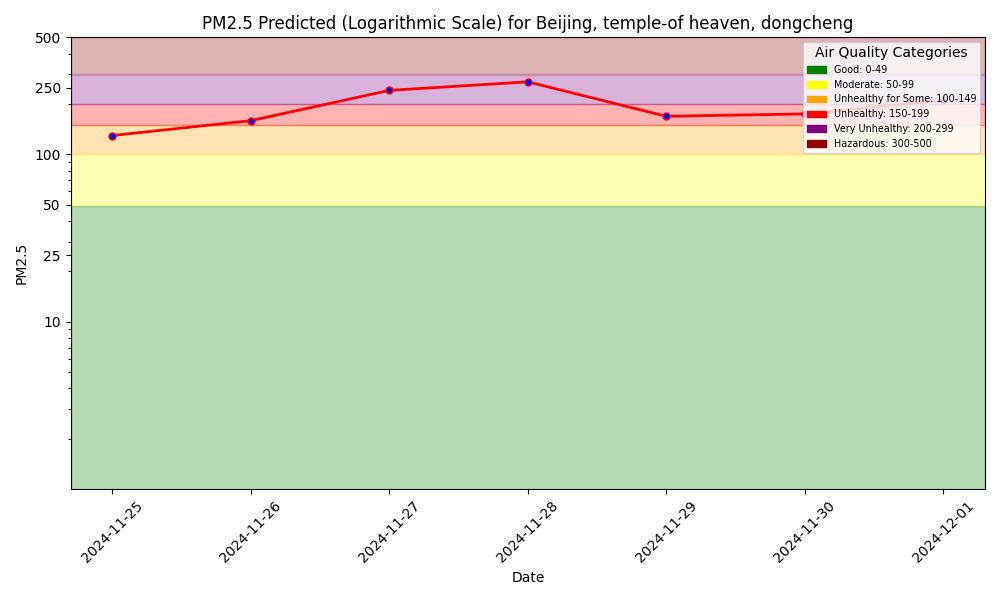 PM2.5 Predicted (Logarithmic Scale) for Beijing, temple-of heaven, dongcheng
500
250
100
50
25
10
PM2.5
Air Quality Categories
Good: 0-49
Moderate: 50-99
Unhealthy for Some: 100-149
Unhealthy: 150-199
Very Unhealthy: 200-299
Hazardous: 300-500
2024-11-25
2024-11-26
2024-11-27
2024-11-28
2024-11-29
2024-11-30
2024-12-01
Date